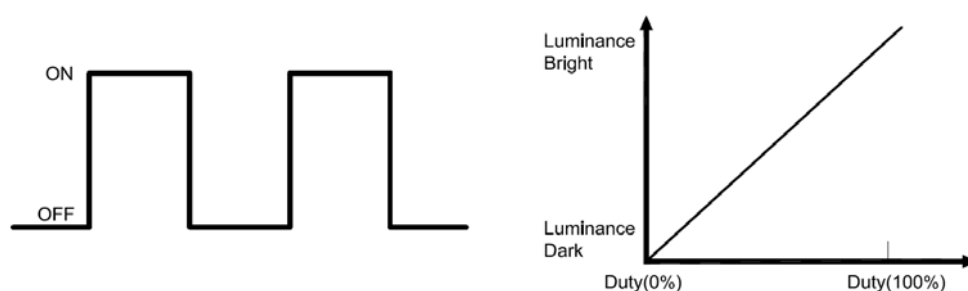 ON
OFF
Luminance
Bright
Luminance
Dark
Duty(0%)
Duty(100%)